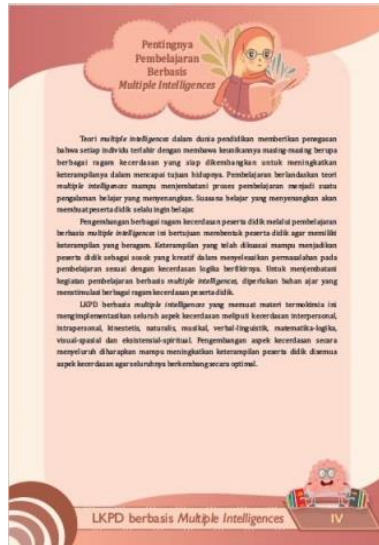 Pentingnya
Pembelajaran
Berbasis
Multiple Intelligences
Teori multiple intelligences dalam dunia pendidikan memberikan penegasan
bahwa setiap individu terlahir dengan membawa keunikannya masing-masing berupa
berbagai ragam kecerdasan yang siap dikembangkan untuk meningkatkan
keterampilannya dalam mencapai tujuan hidupnya. Pembelajaran berlandaskan teori
multiple intelligences mampu menjembatani proses pembelajaran menjadi suatu
pengalaman belajar yang menyenangkan. Suasana belajar yang menyenangkan akan
membuat peserta didik selalu ingin belajar.
Pengembangan berbagai ragam kecerdasan peserta didik melalui pembelajaran
berbasis multiple intelligences ini bertujuan membentuk peserta didik agar memiliki
keterampilan yang beragam. Keterampilan yang telah dikuasai mampu menjadikan
peserta didik sebagai sosok yang kreatif dalam menyelesaikan permasalahan pada
pembelajaran sesuai dengan kecerdasan logika berfikirnya. Untuk menjembatani
kegiatan pembelajaran berbasis multiple intelligences, diperlukan bahan ajar yang
menstimulasi berbagai ragam kecerdasan peserta didik.
LKPD berbasis multiple intelligences yang memuat materi termokimia ini
mengimplementasikan seluruh aspek kecerdasan meliputi kecerdasan interpersonal,
intrapersonal, kinestetis, naturalis, musikal, verbal-linguistik, matematika-logika,
visual-spasial dan eksistensial-spiritual. Pengembangan aspek kecerdasan secara
menyeluruh diharapkan mampu meningkatkan keterampilan peserta didik disemua
aspek kecerdasan agar seluruhnya berkembang secara optimal.
LKPD berbasis Multiple Intelligences
IV